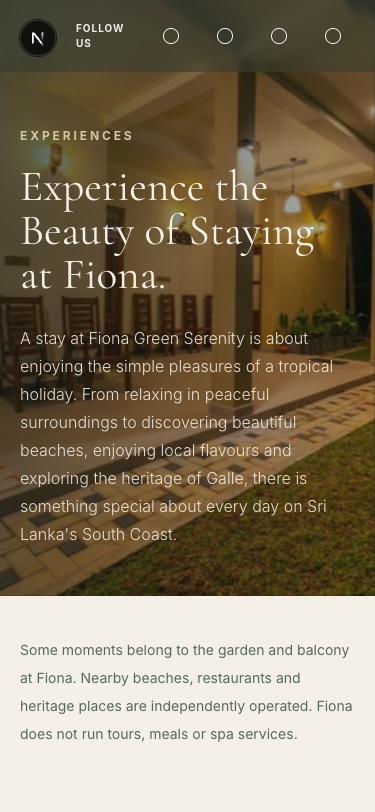 N
FOLLOW
US
EXPERIENCES
Experience the
Beauty of Staying
at Fiona.
A stay at Fiona Green Serenity is about
enjoying the simple pleasures of a tropical
holiday. From relaxing in peaceful
surroundings to discovering beautiful
beaches, enjoying local flavours and
exploring the heritage of Galle, there is
something special about every day on Sri
Lanka's South Coast.
Some moments belong to the garden and balcony
at Fiona. Nearby beaches, restaurants and
heritage places are independently operated. Fiona
does not run tours, meals or spa services.